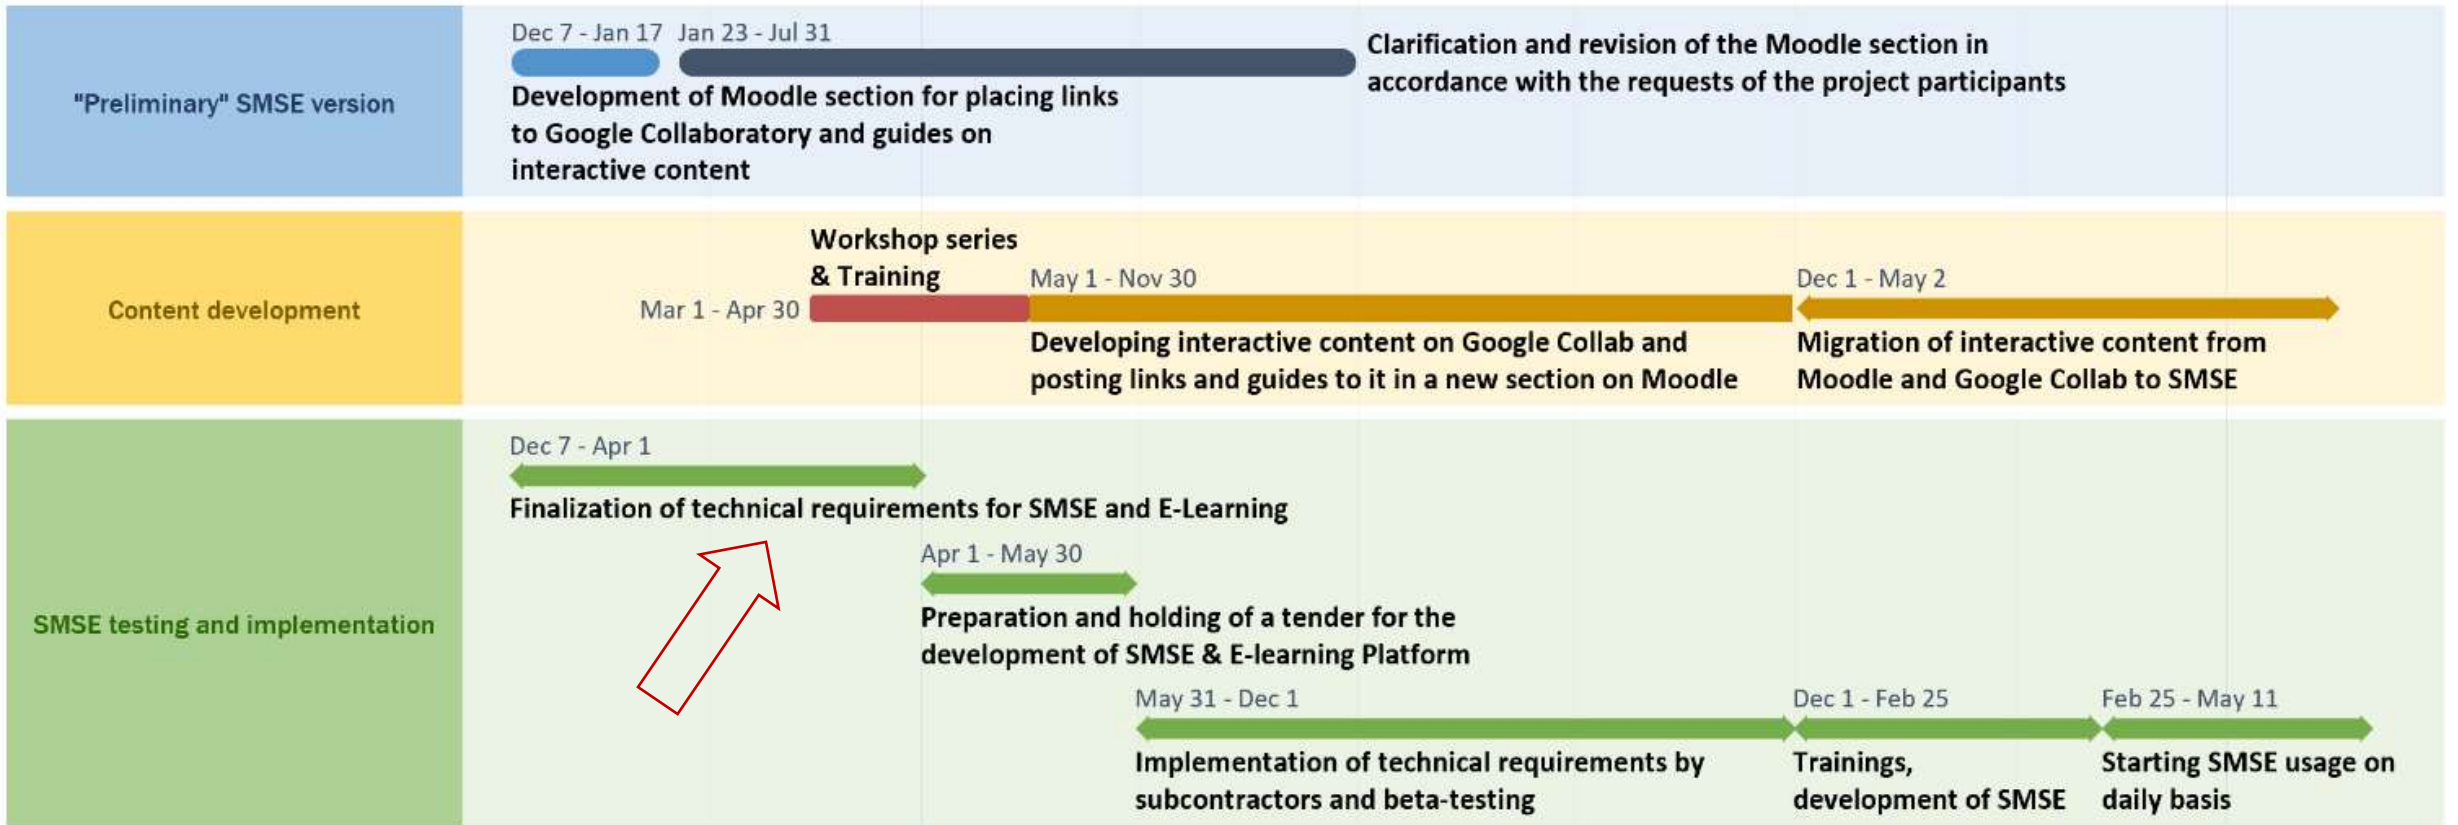 "Preliminary" SMSE version
Dec 7 - Jan 17
Jan 23 - Jul 31
Development of Moodle section for placing links
to Google Collaboratory and guides on
interactive content
Clarification and revision of the Moodle section in
accordance with the requests of the project participants
Content development
Workshop series
& Training
Mar 1 - Apr 30
May 1 - Nov 30
Developing interactive content on Google Collab and
posting links and guides to it in a new section on Moodle
Dec 1 - May 2
Migration of interactive content from
Moodle and Google Collab to SMSE
SMSE testing and implementation
Dec 7 - Apr 1
Finalization of technical requirements for SMSE and E-Learning
Apr 1 - May 30
Preparation and holding of a tender for the
development of SMSE & E-learning Platform
May 31 - Dec 1
Implementation of technical requirements by
subcontractors and beta-testing
Dec 1 - Feb 25
Trainings,
development of SMSE
Feb 25 - May 11
Starting SMSE usage on
daily basis